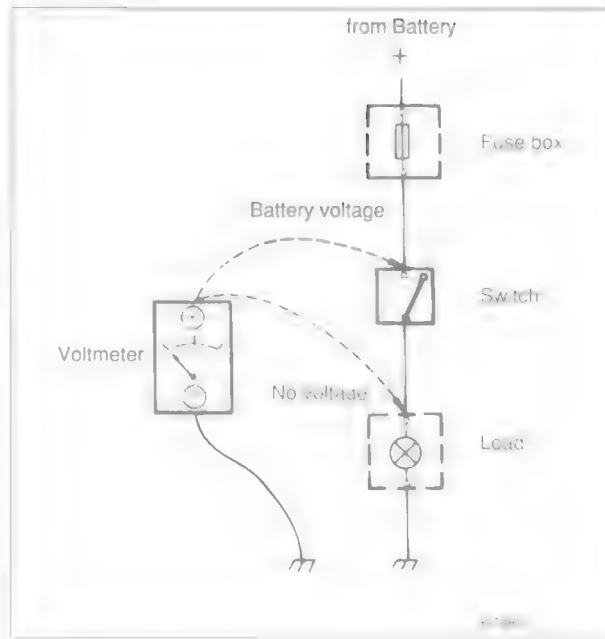 from Battery
+
Fuse box
Battery voltage
Switch
Voltmeter
No voltage
Load